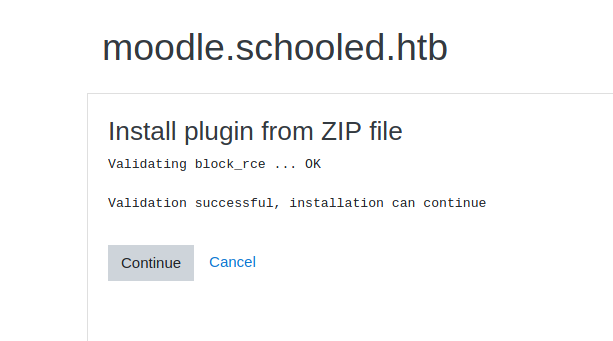 moodle.schooled.htb
Install plugin from ZIP file
Validating block_rce ... OK
Validation successful, installation can continue
Continue Cancel